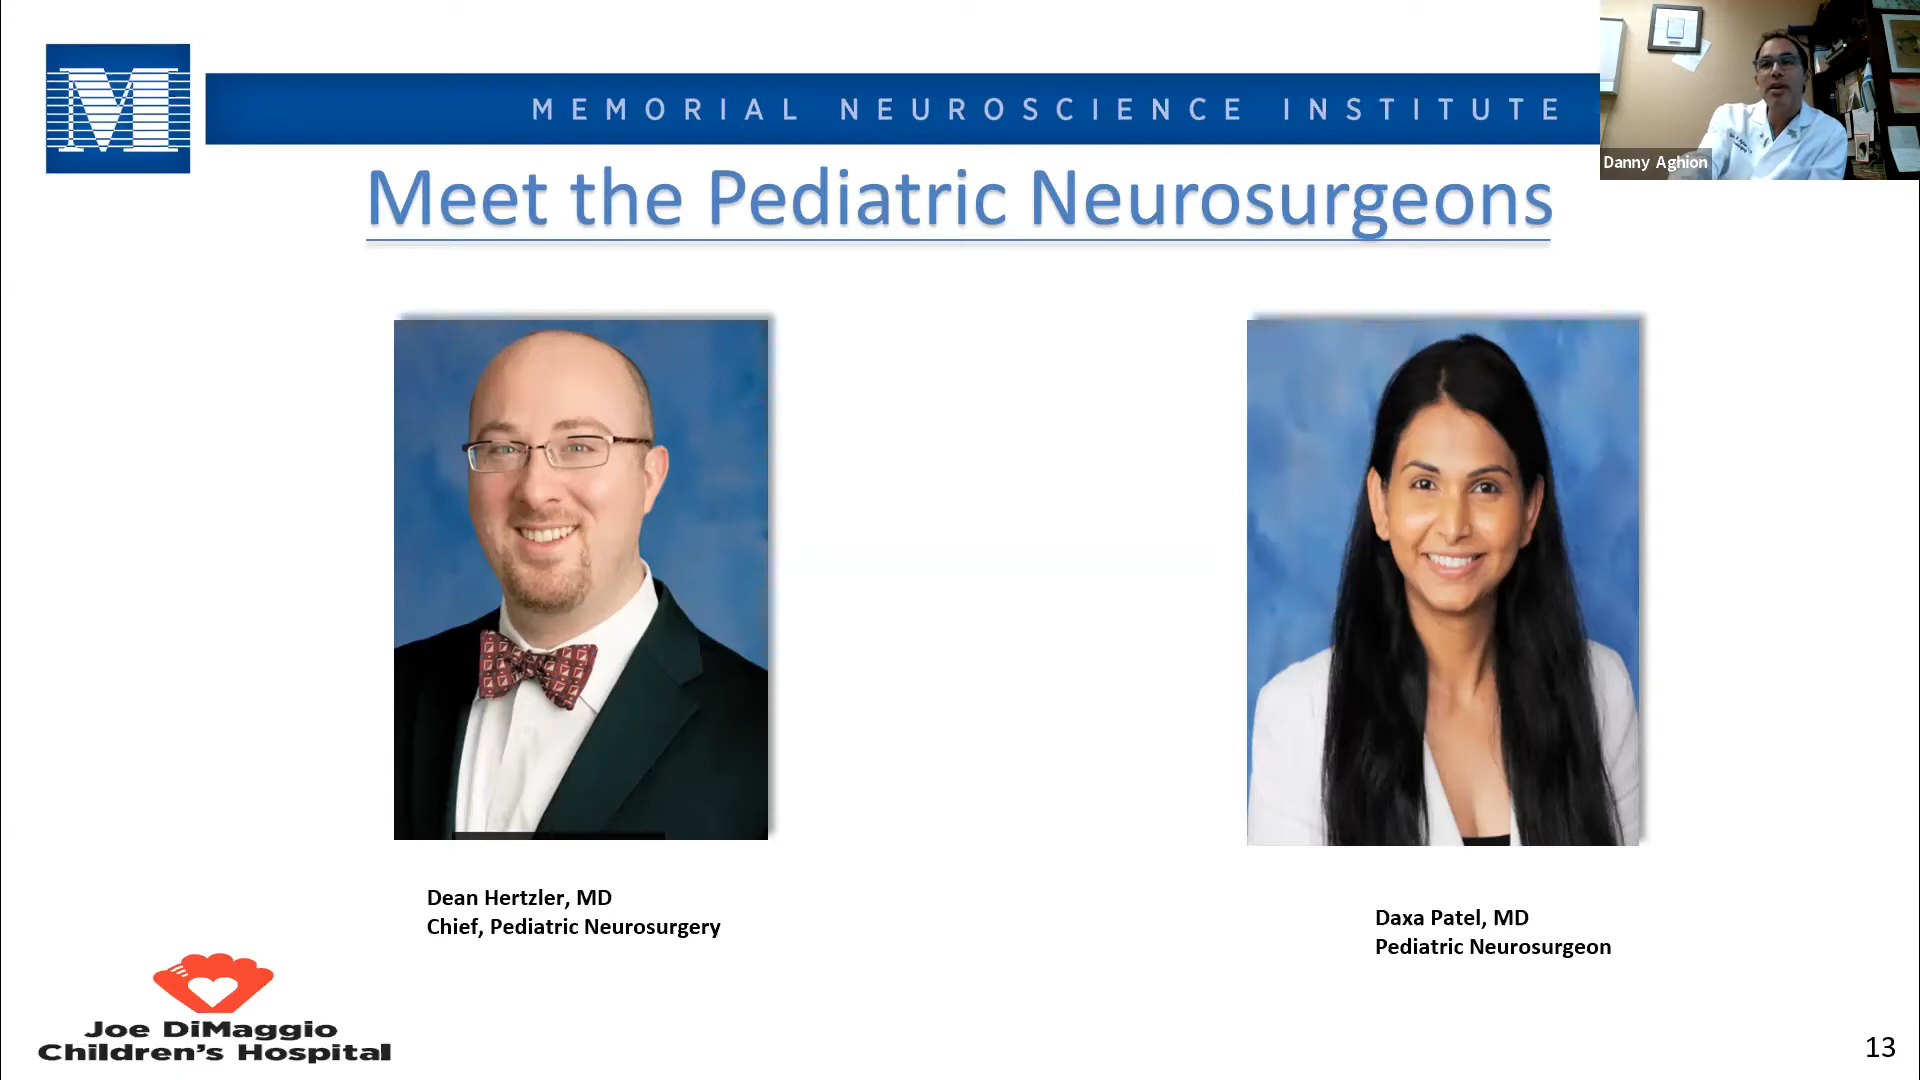 M
MEMORIAL NEUROSCIENCE INSTITUTE
Danny Aghion
Meet the Pediatric Neurosurgeons
Dean Hertzler, MD
Chief, Pediatric Neurosurgery
Daxa Patel, MD
Pediatric Neurosurgeon
Joe DiMaggio
Children's Hospital
13